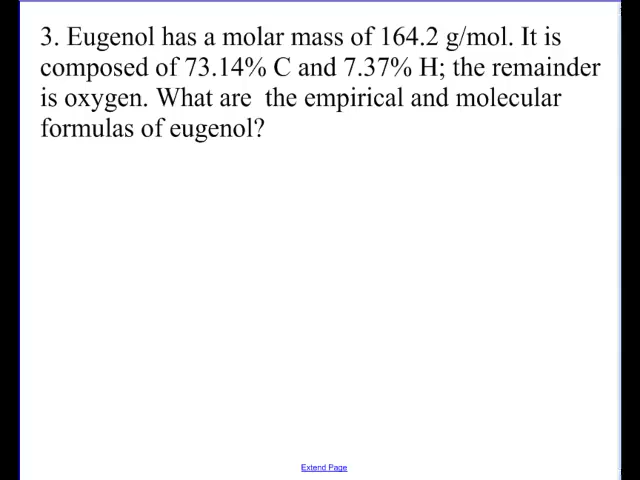 3. Eugenol has a molar mass of 164.2 g/mol. It is
composed of 73.14% C and 7.37% H; the remainder
is oxygen. What are  the empirical and molecular
formulas of eugenol?
Extend Page